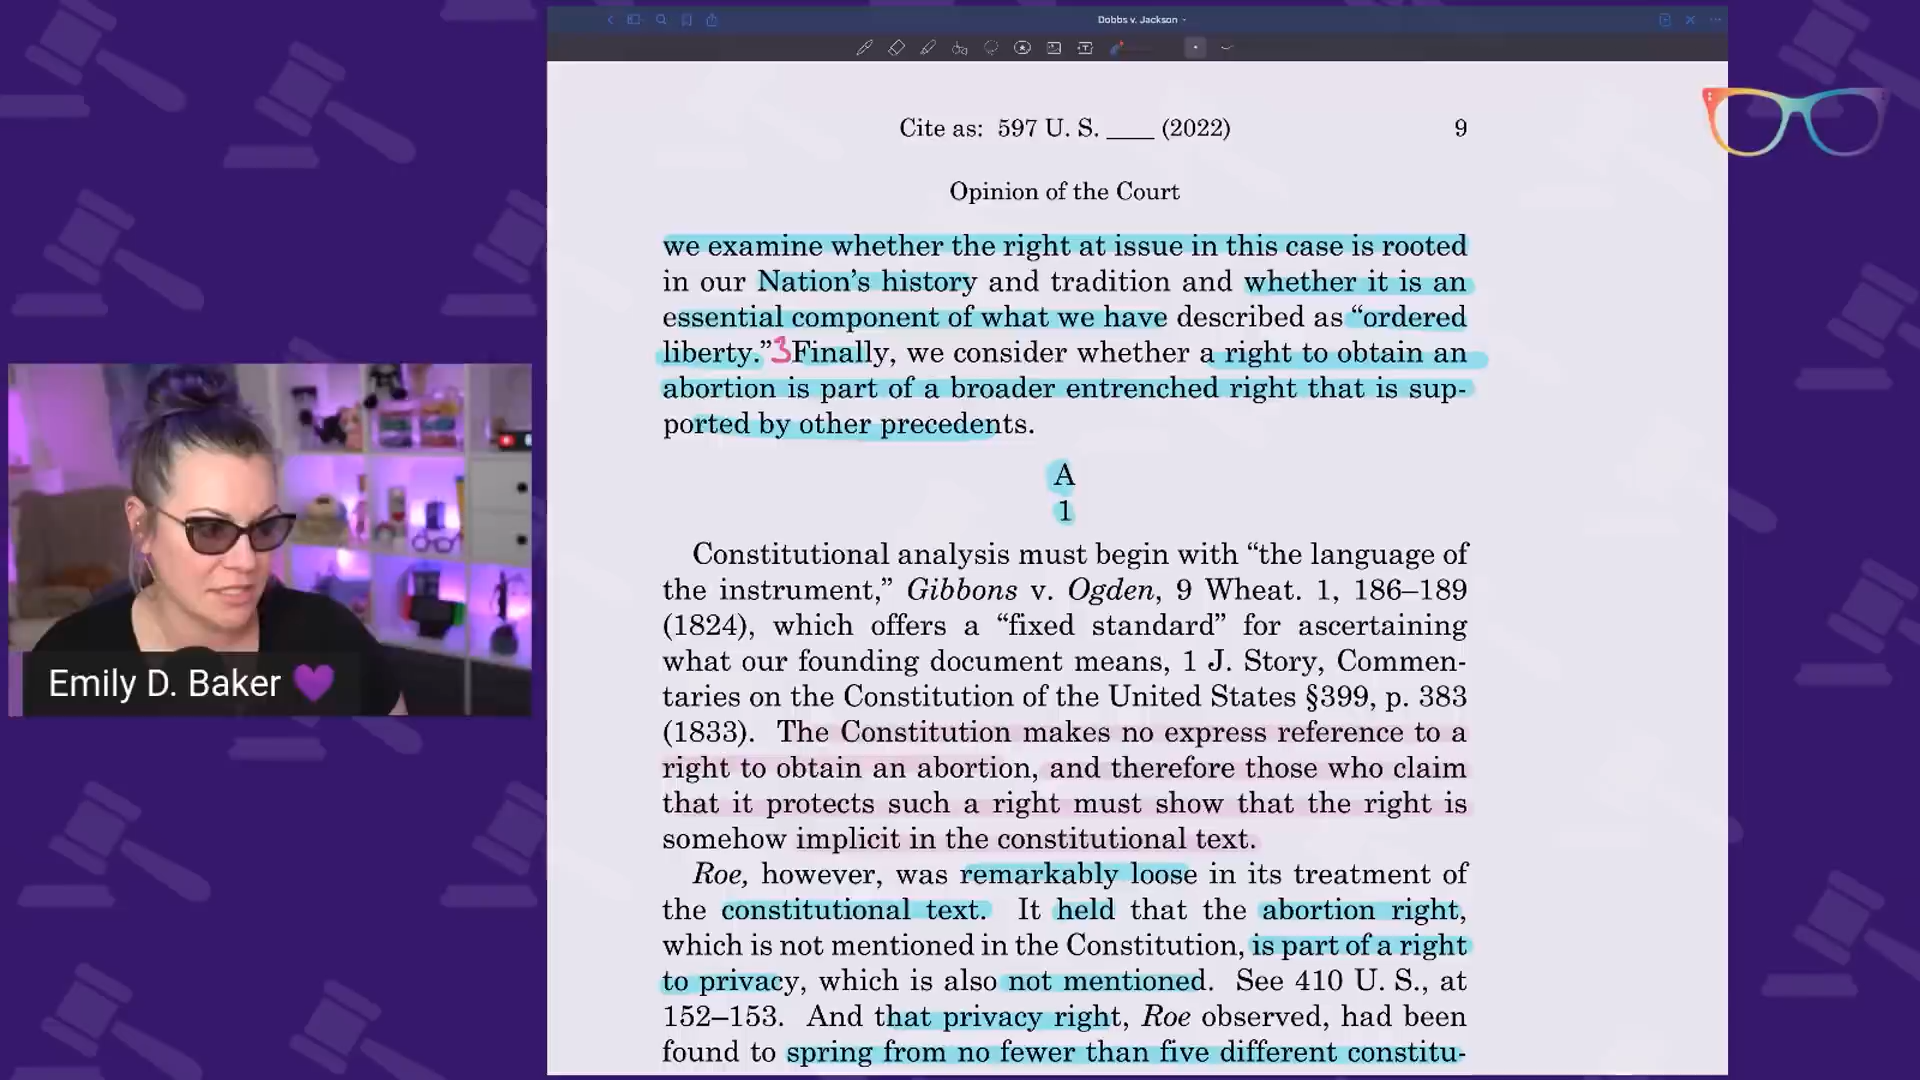 Dobbs v. Jackson
Cite as: 597 U. S. ____ (2022) 9
Opinion of the Court
we examine whether the right at issue in this case is rooted
in our Nation’s history and tradition and whether it is an
essential component of what we have described as “ordered
liberty.” 3 Finally, we consider whether a right to obtain an
abortion is part of a broader entrenched right that is sup-
ported by other precedents.
A
1
Constitutional analysis must begin with “the language of
the instrument,” Gibbons v. Ogden, 9 Wheat. 1, 186–189
(1824), which offers a “fixed standard” for ascertaining
what our founding document means, 1 J. Story, Commen-
taries on the Constitution of the United States §399, p. 383
(1833). The Constitution makes no express reference to a
right to obtain an abortion, and therefore those who claim
that it protects such a right must show that the right is
somehow implicit in the constitutional text.
Roe, however, was remarkably loose in its treatment of
the constitutional text. It held that the abortion right,
which is not mentioned in the Constitution, is part of a right
to privacy, which is also not mentioned. See 410 U. S., at
152–153. And that privacy right, Roe observed, had been
found to spring from no fewer than five different constitu-
Emily D. Baker 💜